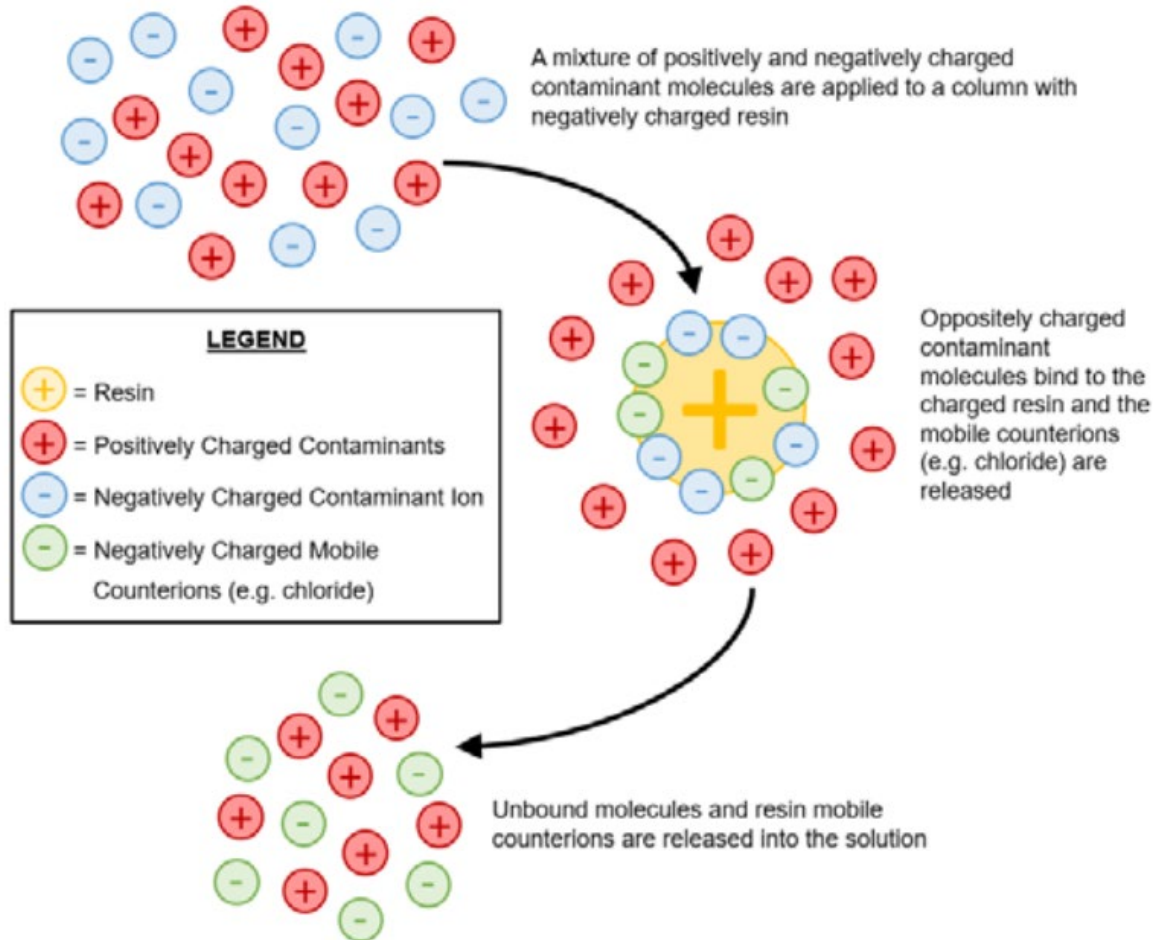 A mixture of positively and negatively charged
contaminant molecules are applied to a column with
negatively charged resin
Oppositely charged
contaminant
molecules bind to the
charged resin and the
mobile counterions
(e.g. chloride) are
released
LEGEND
+ = Resin
+ = Positively Charged Contaminants
- = Negatively Charged Contaminant Ion
- = Negatively Charged Mobile
Counterions (e.g. chloride)
Unbound molecules and resin mobile
counterions are released into the solution